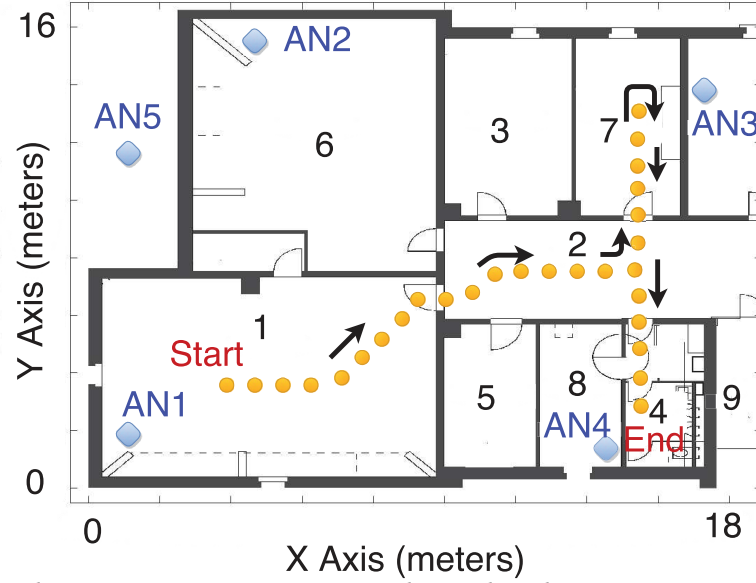 16
AN2
AN3
AN5
3
7
6
2
1
Start
AN1
5
8
AN4
4
End
9
0
Y Axis (meters)
0
18
X Axis (meters)